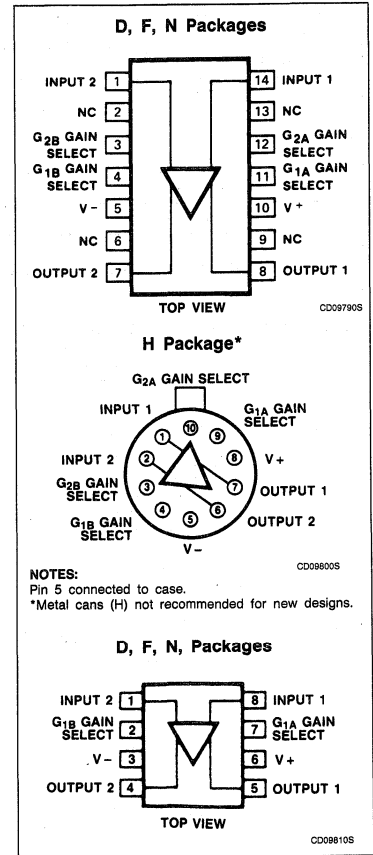 D, F, N Packages
INPUT 2 1 14 INPUT 1
NC 2 13 NC
G2B GAIN SELECT 3 12 G2A GAIN SELECT
G1B GAIN SELECT 4 11 G1A GAIN SELECT
V- 5 10 V+
NC 6 9 NC
OUTPUT 2 7 8 OUTPUT 1
TOP VIEW
CD09790S
H Package*
G2A GAIN SELECT
INPUT 1 1 10 9 G1A GAIN SELECT
INPUT 2 2 8 V+
G2B GAIN SELECT 3 7 OUTPUT 1
G1B GAIN SELECT 4 5 6 OUTPUT 2
V-
CD09800S
NOTES:
Pin 5 connected to case.
*Metal cans (H) not recommended for new designs.
D, F, N, Packages
INPUT 2 1 8 INPUT 1
G1B GAIN SELECT 2 7 G1A GAIN SELECT
V- 3 6 V+
OUTPUT 2 4 5 OUTPUT 1
TOP VIEW
CD09810S